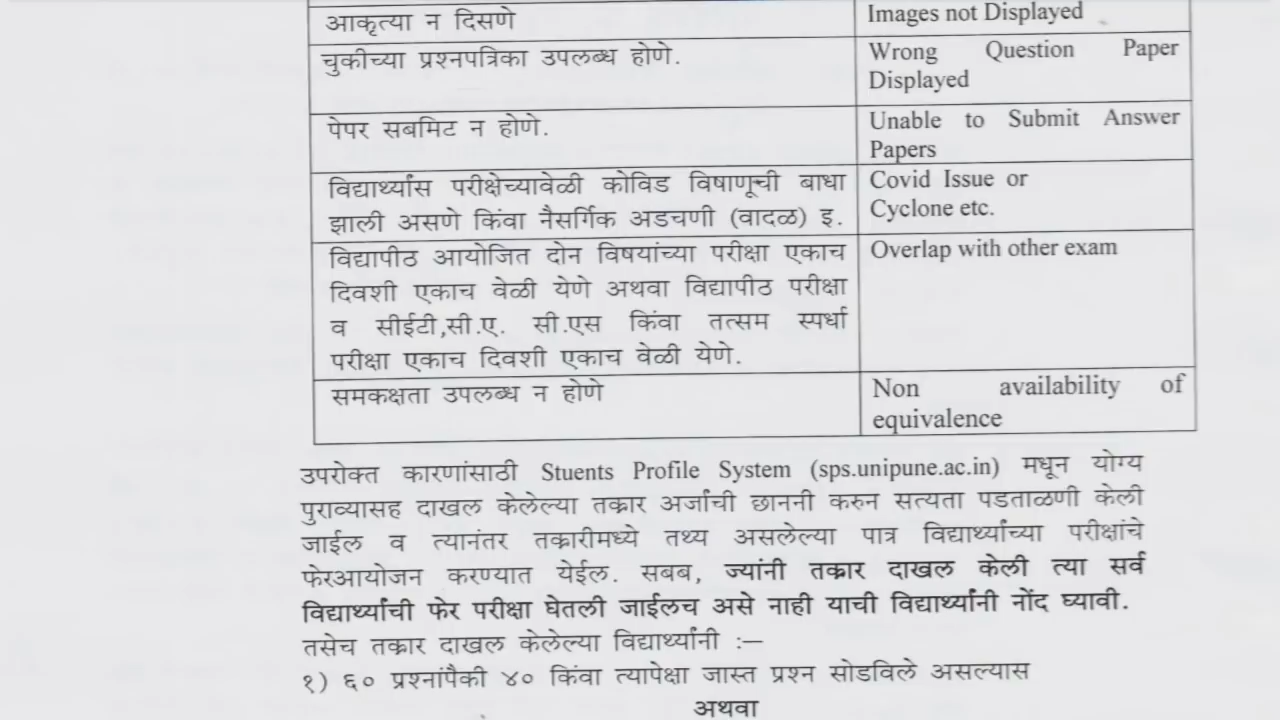 आकृत्या न दिसणे
Images not Displayed
चुकीच्या प्रश्नपत्रिका उपलब्ध होणे.
Wrong Question Paper
Displayed
पेपर सबमिट न होणे.
Unable to Submit Answer
Papers
विद्यार्थ्यांस परीक्षेच्यावेळी कोविड विषाणूची बाधा
झाली असणे किंवा नैसर्गिक अडचणी (वादळ) इ.
Covid Issue or
Cyclone etc.
विद्यापीठ आयोजित दोन विषयांच्या परीक्षा एकाच
दिवशी एकाच वेळी येणे अथवा विद्यापीठ परीक्षा
व सीईटी,सी.ए. सी.एस किंवा तत्सम स्पर्धा
परीक्षा एकाच दिवशी एकाच वेळी येणे.
Overlap with other exam
समकक्षता उपलब्ध न होणे
Non availability of
equivalence
उपरोक्त कारणांसाठी Stuents Profile System (sps.unipune.ac.in) मधून योग्य
पुराव्यासह दाखल केलेल्या तक्रार अर्जाची छाननी करुन सत्यता पडताळणी केली
जाईल व त्यानंतर तक्रारीमध्ये तथ्य असलेल्या पात्र विद्यार्थ्यांच्या परीक्षांचे
फेरआयोजन करण्यात येईल. सबब, ज्यांनी तक्रार दाखल केली त्या सर्व
विद्यार्थ्यांची फेर परीक्षा घेतली जाईलच असे नाही याची विद्यार्थ्यांनी नोंद घ्यावी.
तसेच तक्रार दाखल केलेल्या विद्यार्थ्यांनी :–
१) ६० प्रश्नांपैकी ४० किंवा त्यापेक्षा जास्त प्रश्न सोडविले असल्यास
अथवा